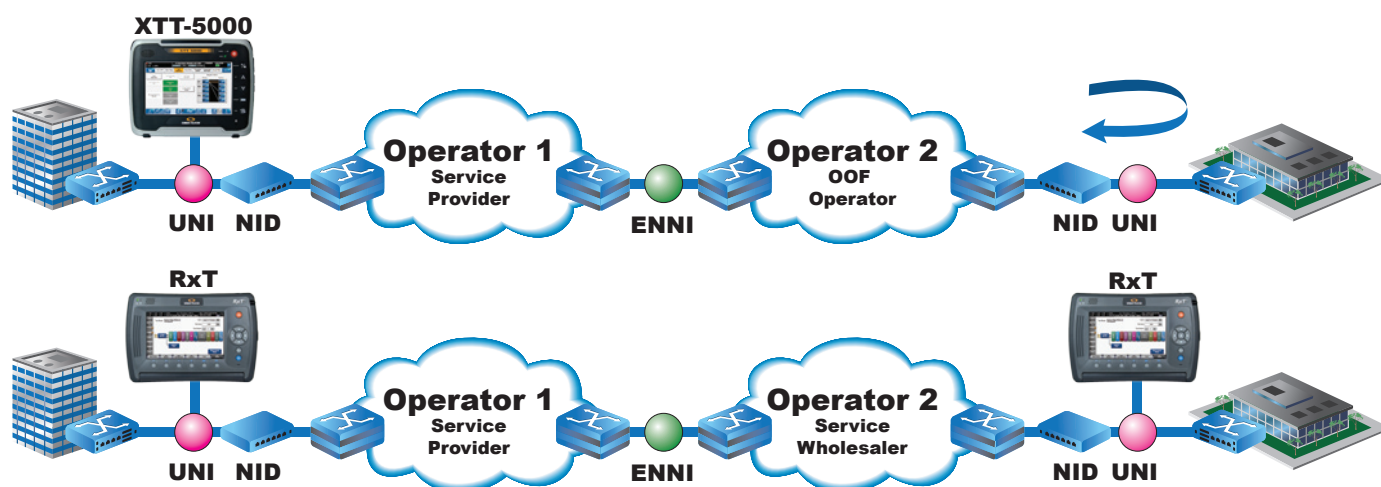 XTT-5000
Operator 1
Service
Provider
Operator 2
OOF
Operator
UNI NID
ENNI
NID UNI
RxT
RxT
Operator 1
Service
Provider
Operator 2
Service
Wholesaler
UNI NID
ENNI
NID UNI